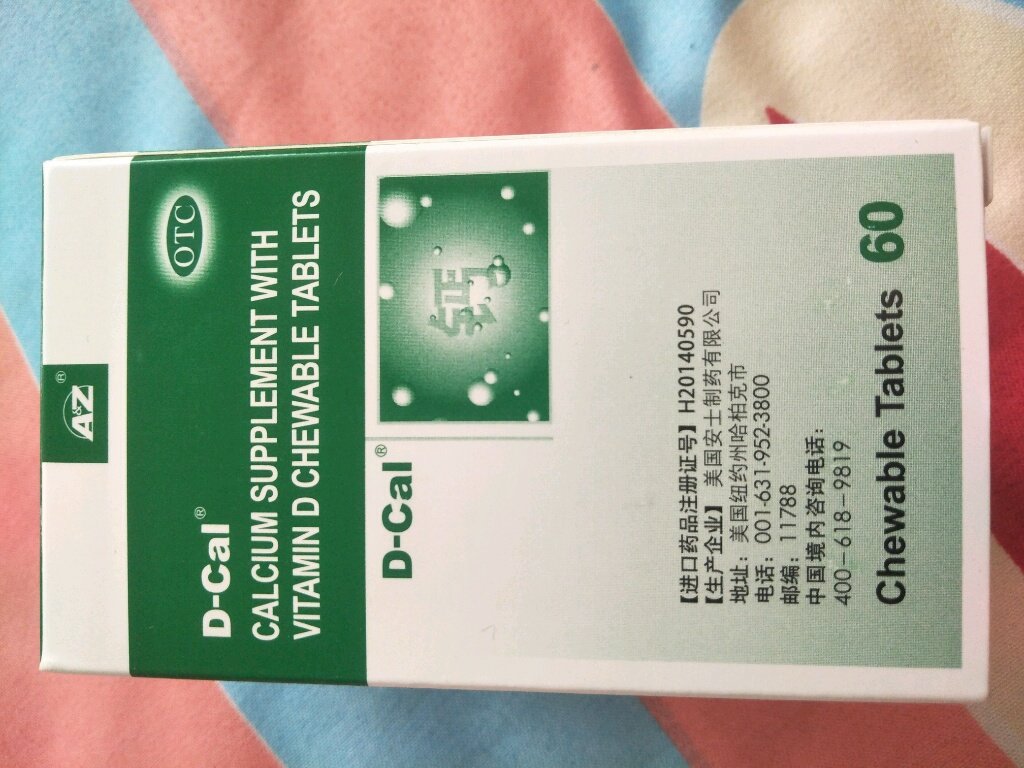 A&Z®
OTC
D-Cal®
CALCIUM SUPPLEMENT WITH
VITAMIN D CHEWABLE TABLETS
钙
D-Cal®
【进口药品注册证号】H20140590
【生产企业】 美国安士制药有限公司
地址：美国纽约州哈柏克市
电话：001-631-952-3800
邮编：11788
中国境内咨询电话：
400-618-9819
Chewable Tablets 60